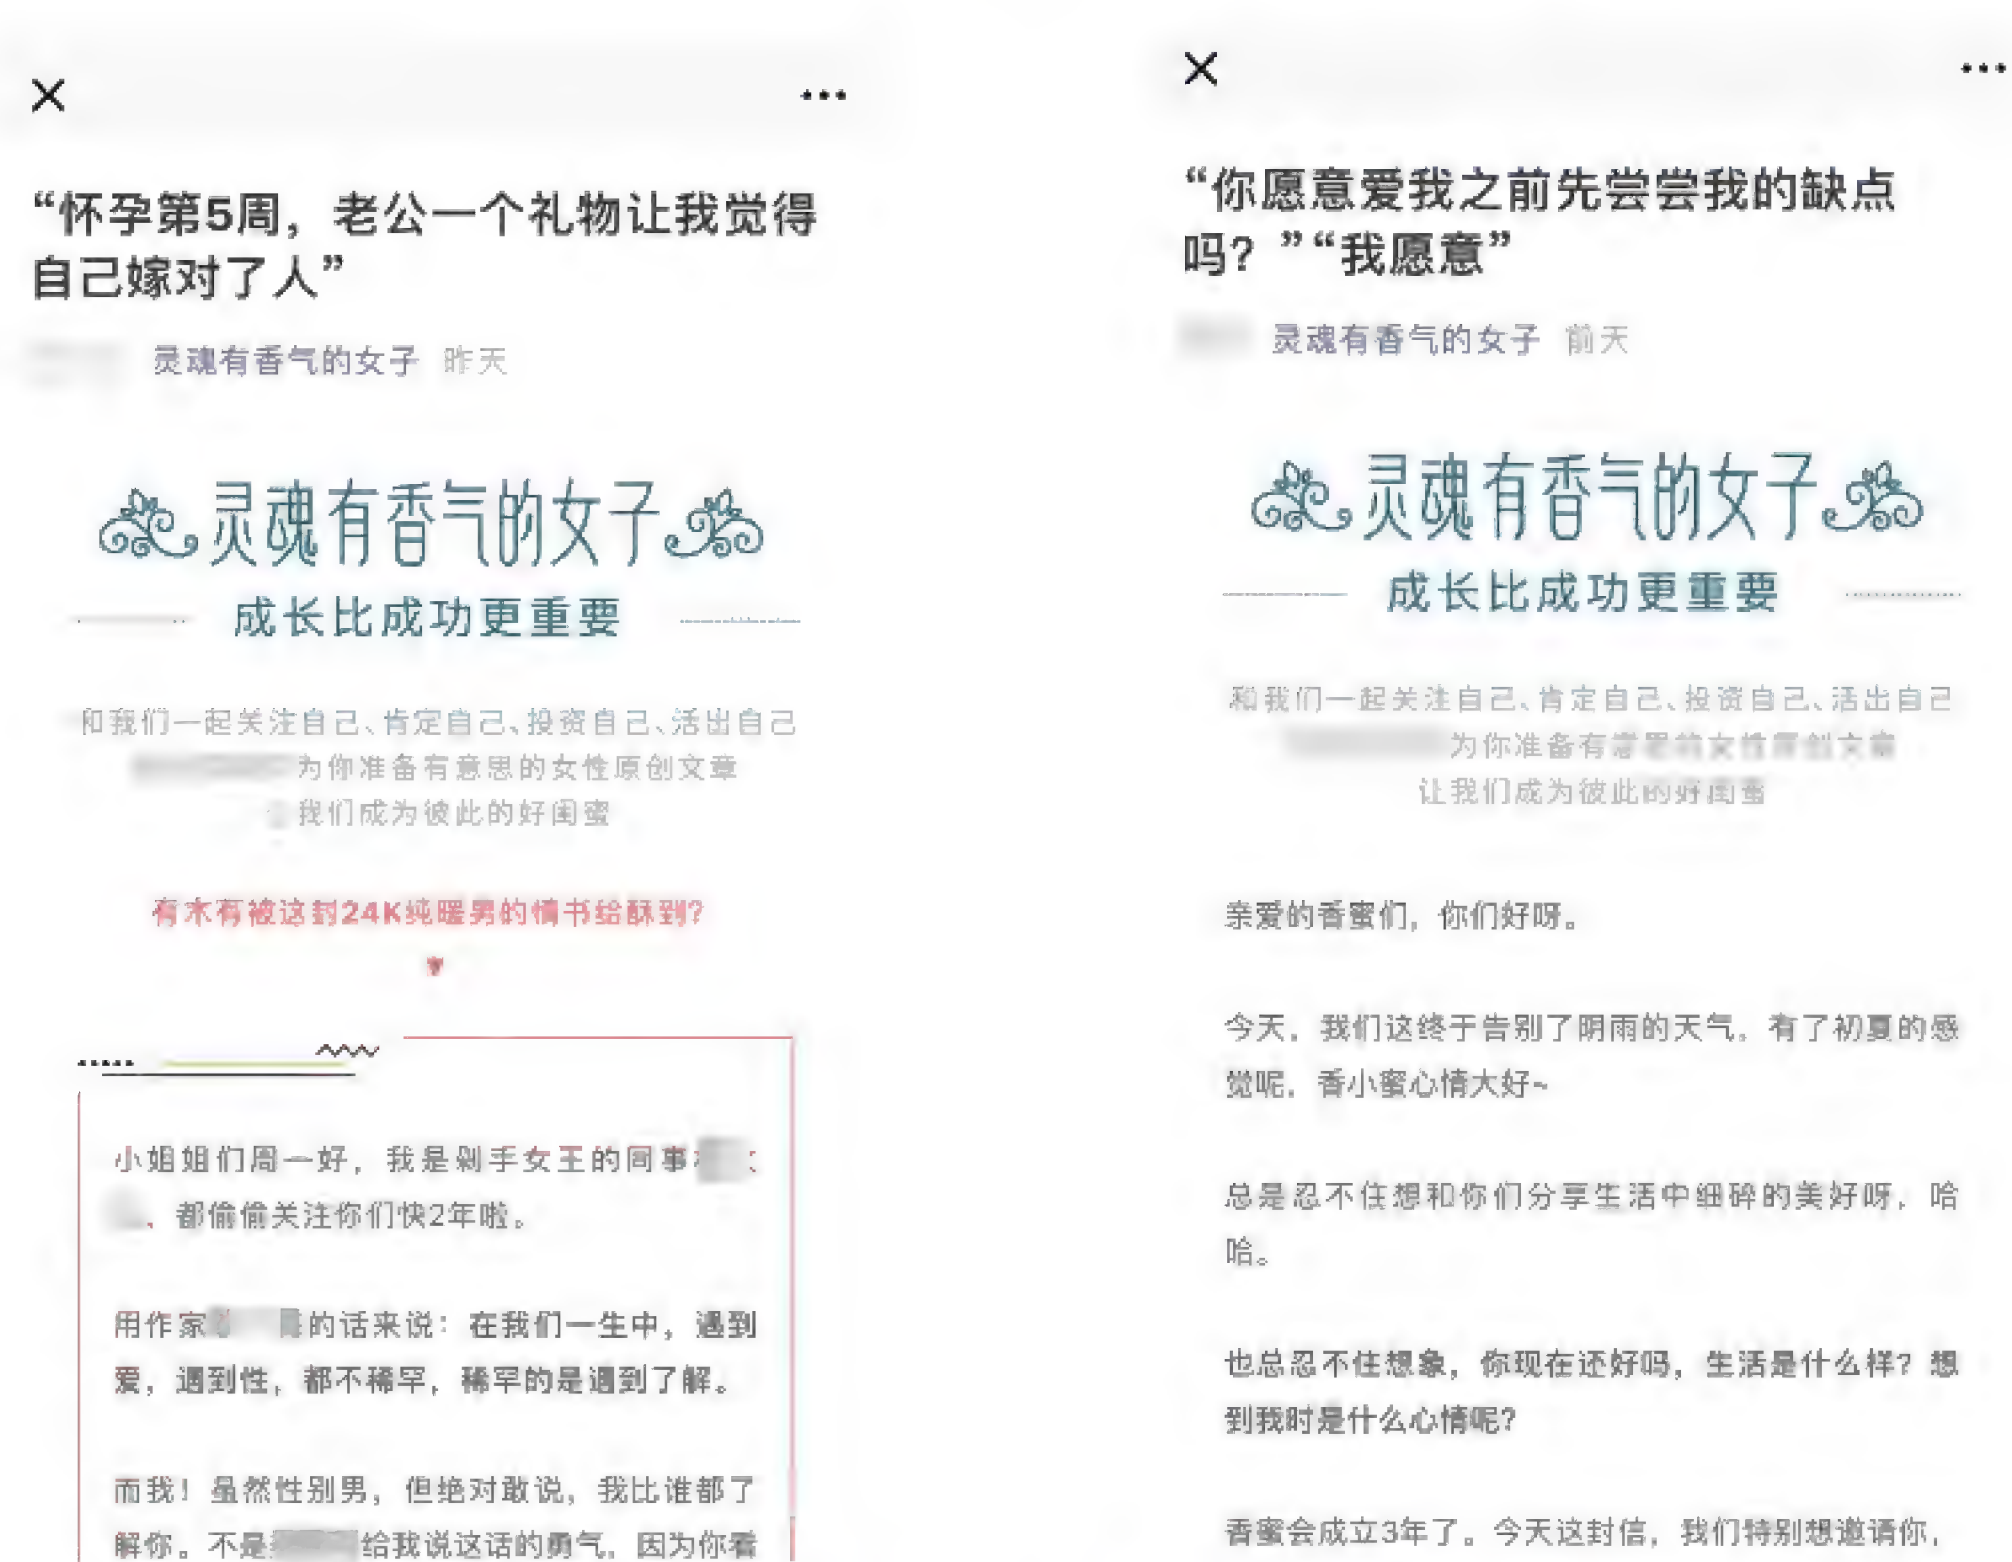 “怀孕第5周，老公一个礼物让我觉得
自己嫁对了人”
灵魂有香气的女子 昨天
灵魂有香气的女子
成长比成功更重要
和我们一起关注自己、肯定自己、投资自己、活出自己
为你准备有意思的女性原创文章
我们成为彼此的好闺蜜
有木有被这封24K纯暖男的情书给酥到？
小姐姐们周一好，我是剁手女王的同事
都偷偷关注你们快2年啦。
用作家 的话来说：在我们一生中，遇到
爱，遇到性，都不稀罕，稀罕的是遇到了解。
而我！虽然性别男，但绝对敢说，我比谁都了
解你。不是 给我说这话的勇气，因为你看
“你愿意爱我之前先尝尝我的缺点
吗？”“我愿意”
灵魂有香气的女子 前天
灵魂有香气的女子
成长比成功更重要
和我们一起关注自己、肯定自己、投资自己、活出自己
为你准备有意思的女性原创文章
让我们成为彼此的好闺蜜
亲爱的香蜜们，你们好呀。
今天，我们这终于告别了阴雨的天气，有了初夏的感
觉呢，香小蜜心情大好~
总是忍不住想和你们分享生活中细碎的美好呀，哈
哈。
也总忍不住想象，你现在还好吗，生活是什么样？想
到我时是什么心情呢？
香蜜会成立3年了。今天这封信，我们特别想邀请你，